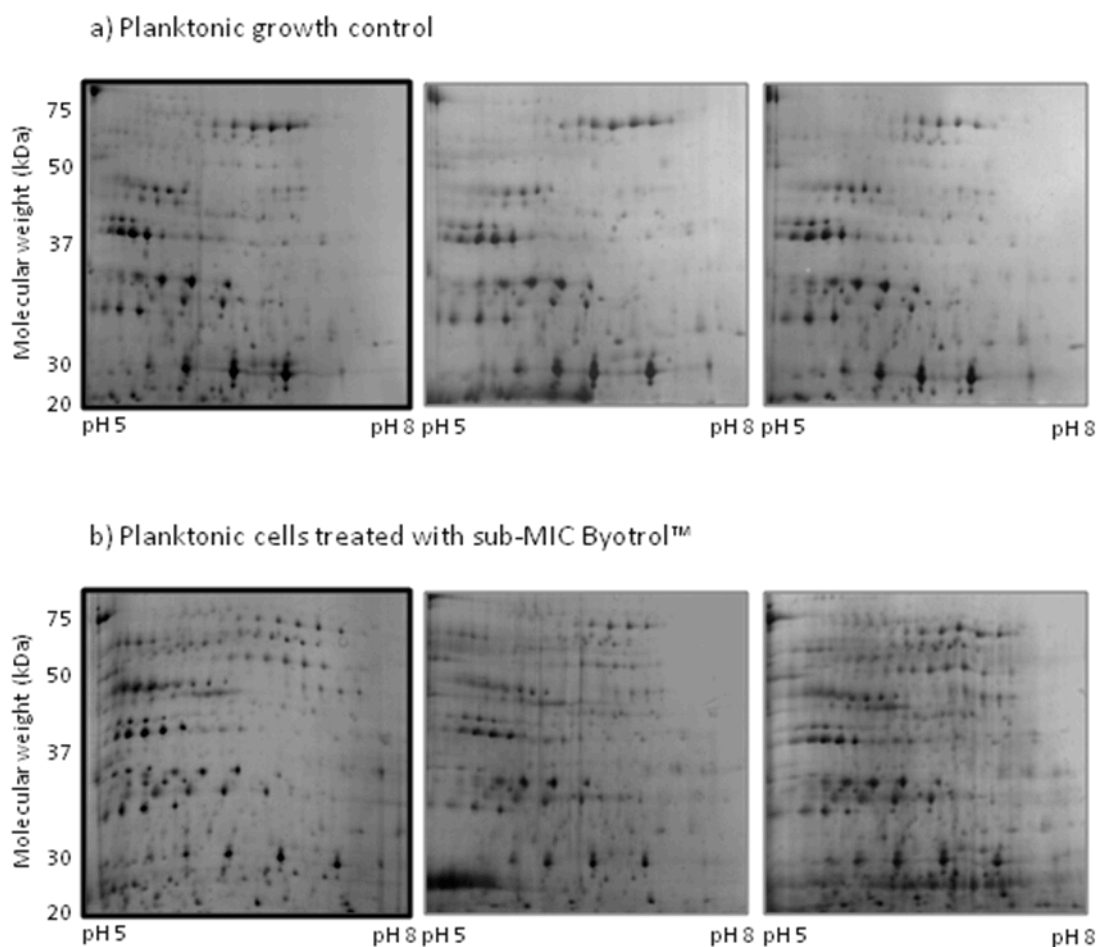 a) Planktonic growth control
Molecular weight (kDa)
75
50
37
30
20
pH 5 pH 8 pH 5 pH 8 pH 5 pH 8
b) Planktonic cells treated with sub-MIC Byotrol™
Molecular weight (kDa)
75
50
37
30
20
pH 5 pH 8 pH 5 pH 8 pH 5 pH 8